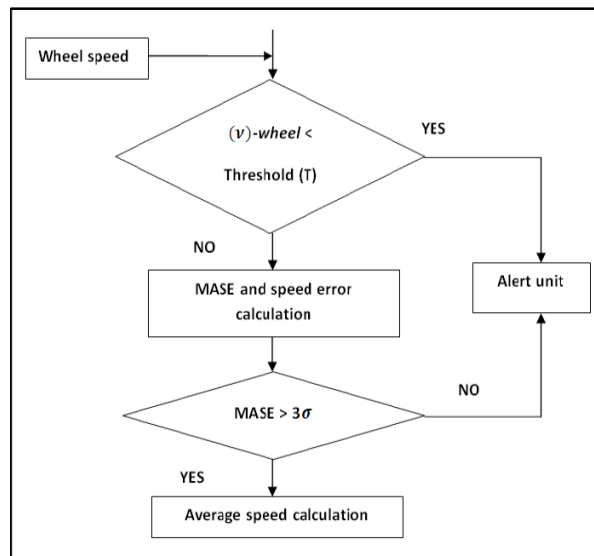 Wheel speed
(v)-wheel <
YES
Threshold (T)
NO
MASE and speed error
calculation
Alert unit
NO
MASE > 3σ
YES
Average speed calculation